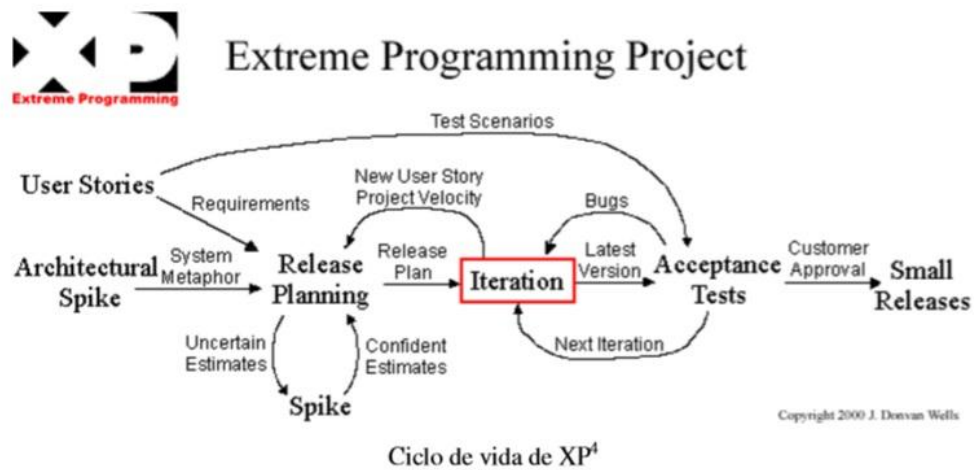 XP
Extreme Programming
Extreme Programming Project
Test Scenarios
User Stories
New User Story
Project Velocity
Bugs
Requirements
Architectural
Spike
System
Metaphor
Release
Planning
Release
Plan
Iteration
Latest
Version
Acceptance
Tests
Customer
Approval
Small
Releases
Uncertain
Estimates
Confident
Estimates
Next Iteration
Spike
Copyright 2000 J. Donvan Wells
Ciclo de vida de XP⁴